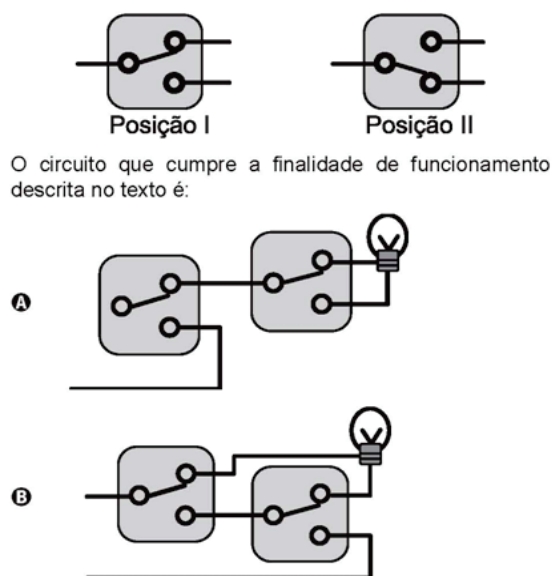 Posição I
Posição II
O circuito que cumpre a finalidade de funcionamento
descrita no texto é:
A
B